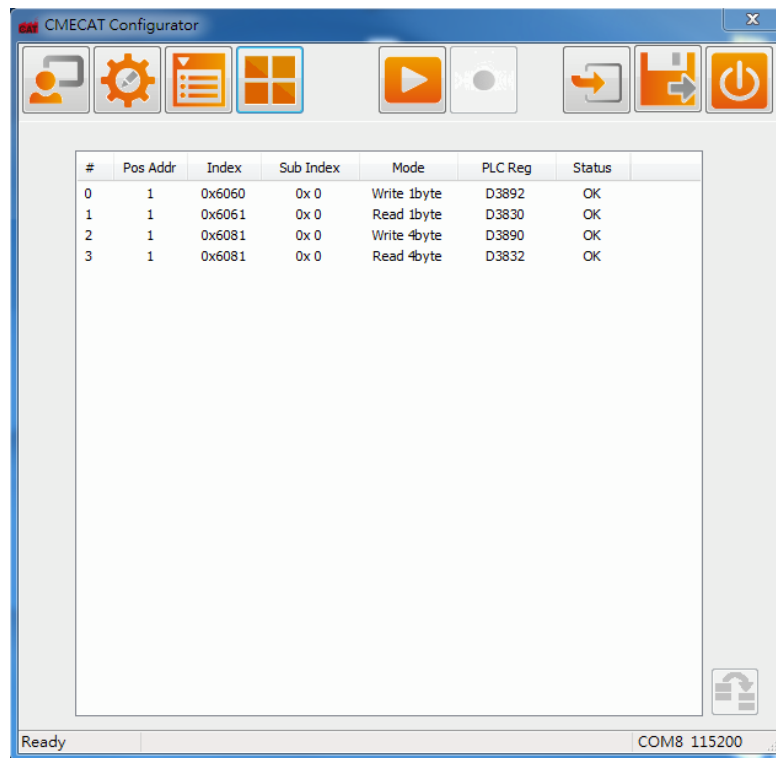 CAT CMECAT Configurator
# Pos Addr Index Sub Index Mode PLC Reg Status
0 1 0x6060 0x 0 Write 1byte D3892 OK
1 1 0x6061 0x 0 Read 1byte D3830 OK
2 1 0x6081 0x 0 Write 4byte D3890 OK
3 1 0x6081 0x 0 Read 4byte D3832 OK
Ready COM8 115200